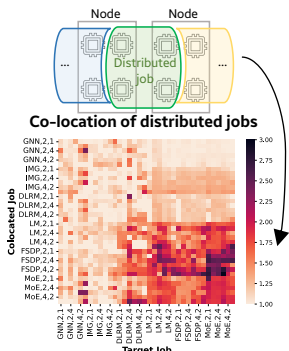 Node Node
... Distributed ...
job
Co-location of distributed jobs
Colocated Job
GNN,2,1
GNN,2,4
GNN,4,2
IMG,2,1
IMG,2,4
IMG,4,2
DLRM,2,1
DLRM,2,4
DLRM,4,2
LM,2,1
LM,2,4
LM,4,2
FSDP,2,1
FSDP,2,4
FSDP,4,2
MoE,2,1
MoE,2,4
MoE,4,2
3.00
2.75
2.50
2.25
2.00
1.75
1.50
1.25
1.00
GNN,2,1 GNN,2,4 GNN,4,2 IMG,2,1 IMG,2,4 IMG,4,2 DLRM,2,1 DLRM,2,4 DLRM,4,2 LM,2,1 LM,2,4 LM,4,2 FSDP,2,1 FSDP,2,4 FSDP,4,2 MoE,2,1 MoE,2,4 MoE,4,2
Target Job